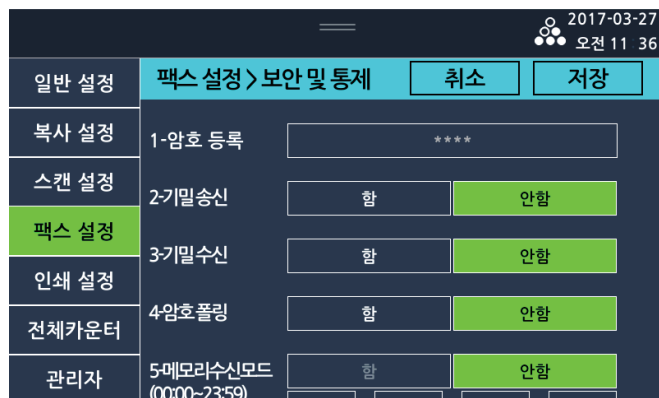 2017-03-27
오전 11 36
일반 설정
복사 설정
스캔 설정
팩스 설정
인쇄 설정
전체카운터
관리자
팩스 설정 > 보안 및 통제
취소
저장
1-암호 등록
****
2-기밀송신
함
안함
3-기밀수신
함
안함
4-암호폴링
함
안함
5-메모리수신모드
(00:00~23:59)
함
안함